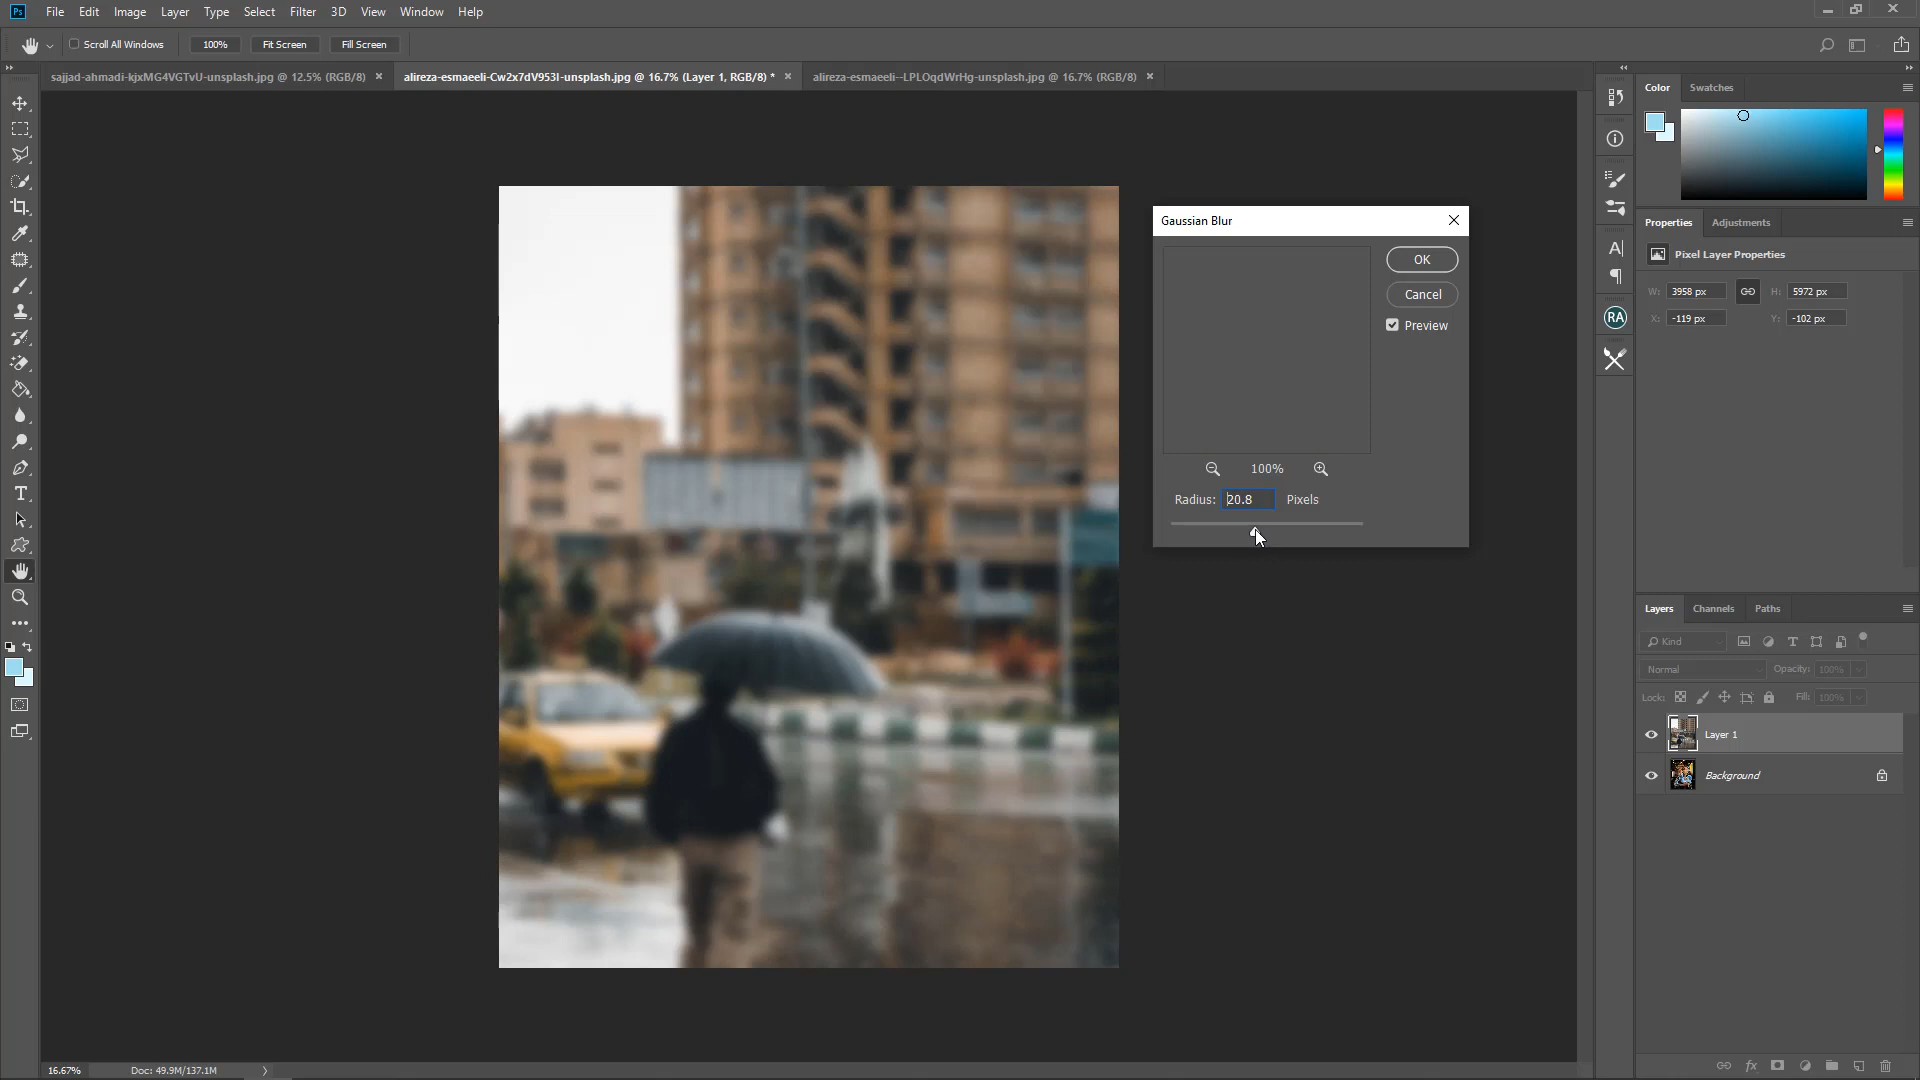 Ps File Edit Image Layer Type Select Filter 3D View Window Help
Scroll All Windows 100% Fit Screen Fill Screen
sajjad-ahmadi-kjxMG4VGTvU-unsplash.jpg @ 12.5% (RGB/8) × alireza-esmaeeli-Cw2x7dV953I-unsplash.jpg @ 16.7% (Layer 1, RGB/8) * × alireza-esmaeeli--LPLOqdWrHg-unsplash.jpg @ 16.7% (RGB/8) ×
Color Swatches
Gaussian Blur
OK
Cancel
Preview
100%
Radius: 20.8 Pixels
A
RA
Properties Adjustments
Pixel Layer Properties
W: 3958 px H: 5972 px
X: -119 px Y: -102 px
Layers Channels Paths
Kind
Normal Opacity: 100%
Lock: Fill: 100%
Layer 1
Background
fx
16.67% Doc: 49.9M/137.1M